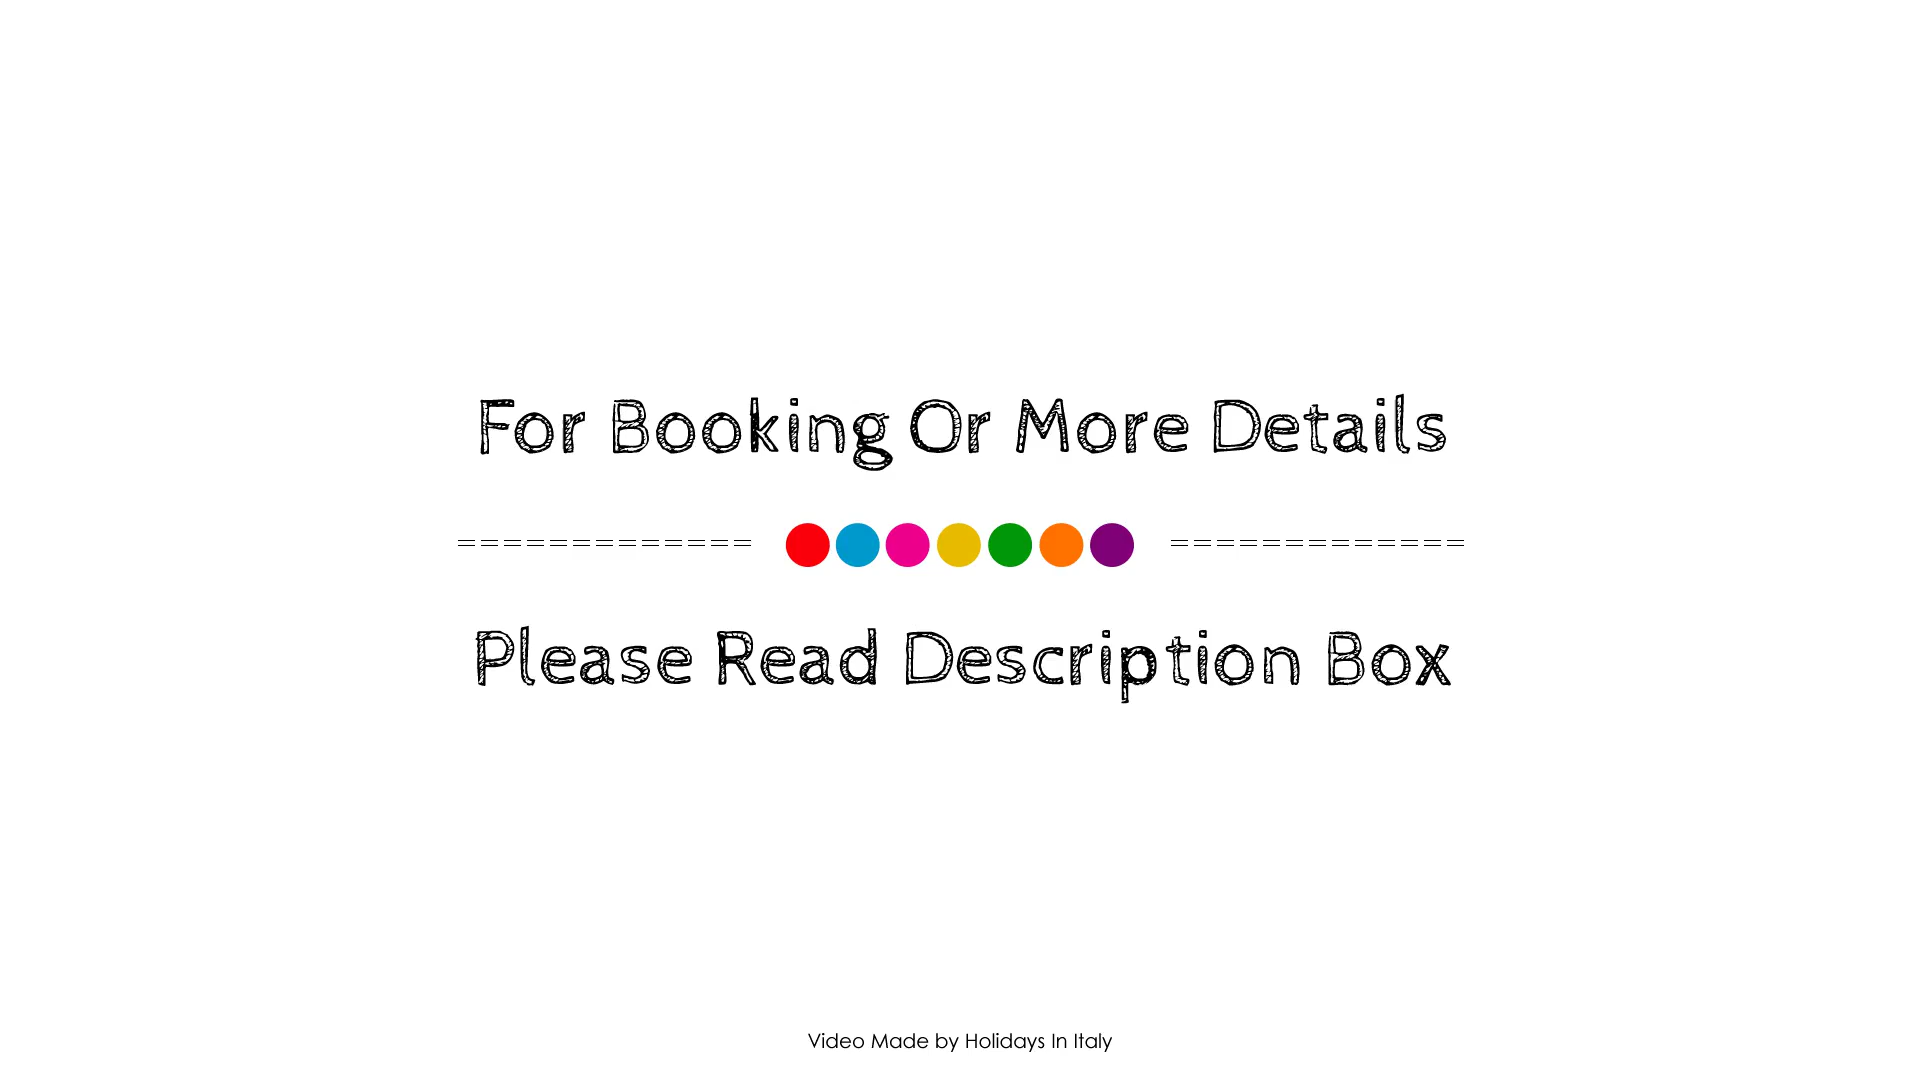 For Booking Or More Details
============= =============
Please Read Description Box
Video Made by Holidays In Italy